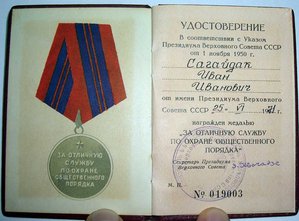 ЗА ОТЛИЧНУЮ
СЛУЖБУ
ПО ОХРАНЕ
ОБЩЕСТВЕННОГО
ПОРЯДКА
УДОСТОВЕРЕНИЕ
В соответствии с Указом
Президиума Верховного Совета СССР
от 1 ноября 1950 г.
Сагайдак
Иван
Иванович
от имени Президиума Верховного
Совета СССР 25- VI 1971 г.
награжден медалью
„ЗА ОТЛИЧНУЮ СЛУЖБУ
ПО ОХРАНЕ ОБЩЕСТВЕННОГО
ПОРЯДКА"
Секретарь Президиума
Верховного Совета
М. П.
№ 019003